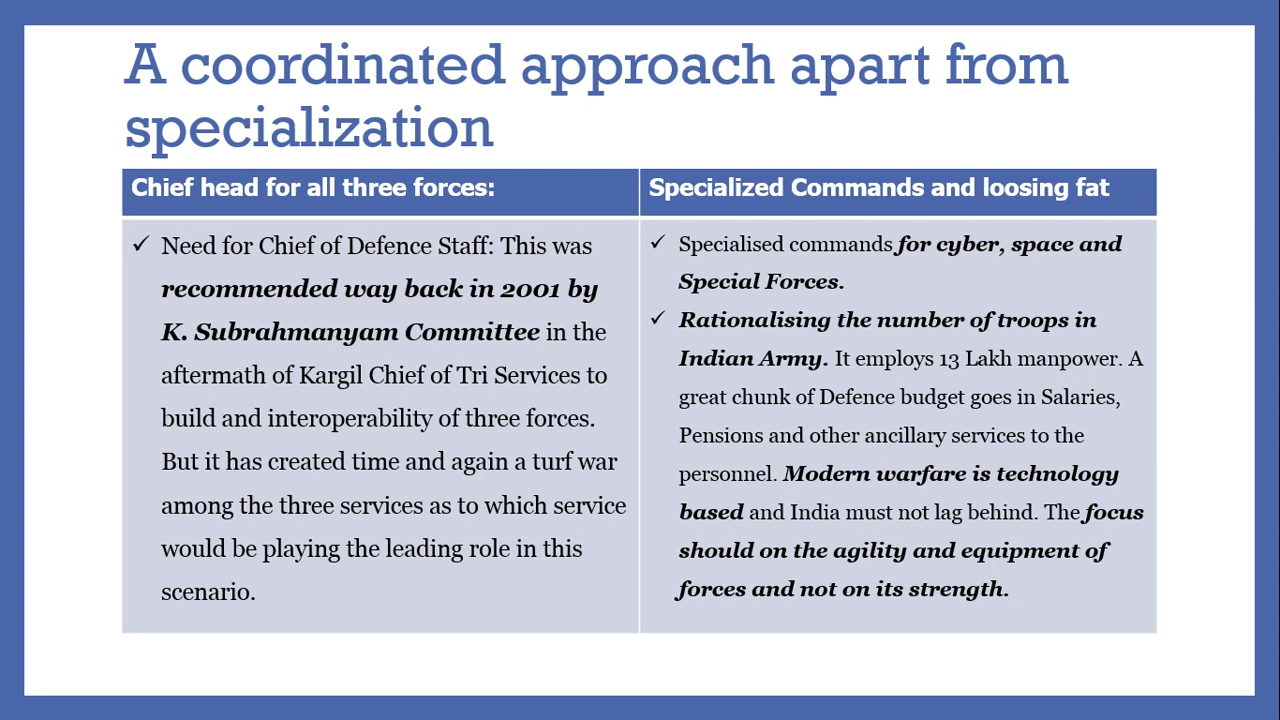 A coordinated approach apart from
specialization
Chief head for all three forces:
✓ Need for Chief of Defence Staff: This was
recommended way back in 2001 by
K. Subrahmanyam Committee in the
aftermath of Kargil Chief of Tri Services to
build and interoperability of three forces.
But it has created time and again a turf war
among the three services as to which service
would be playing the leading role in this
scenario.
Specialized Commands and loosing fat
✓ Specialised commands for cyber, space and
Special Forces.
✓ Rationalising the number of troops in
Indian Army. It employs 13 Lakh manpower. A
great chunk of Defence budget goes in Salaries,
Pensions and other ancillary services to the
personnel. Modern warfare is technology
based and India must not lag behind. The focus
should on the agility and equipment of
forces and not on its strength.